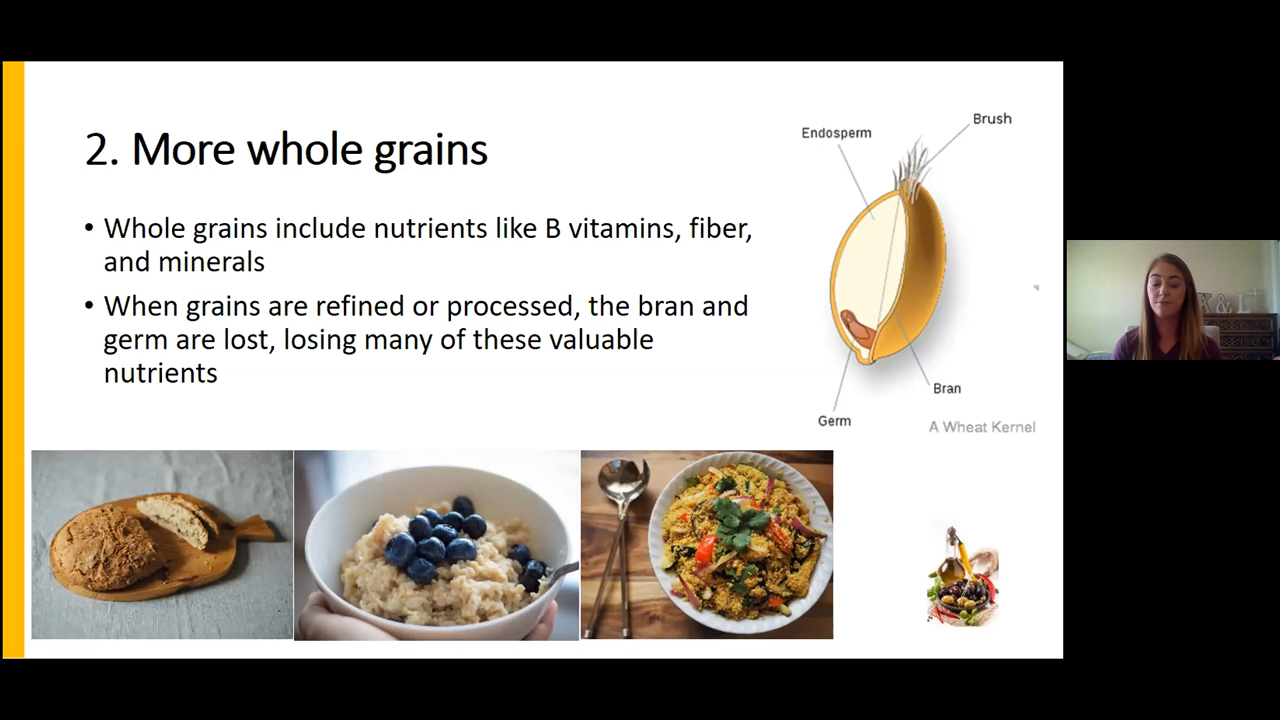 2. More whole grains
• Whole grains include nutrients like B vitamins, fiber,
and minerals
• When grains are refined or processed, the bran and
germ are lost, losing many of these valuable
nutrients
Endosperm
Brush
Bran
Germ
A Wheat Kernel
K & L